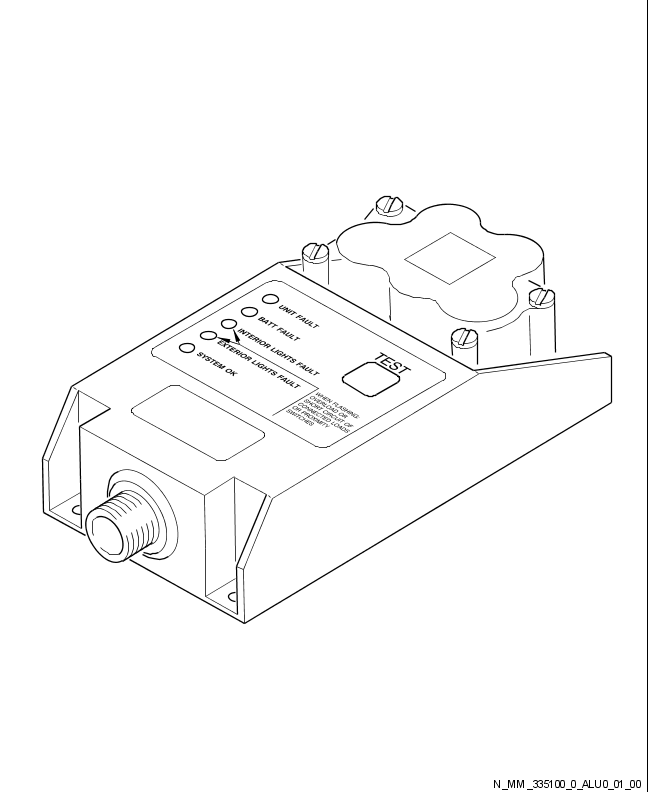 UNIT FAULT
BATT FAULT
INTERIOR LIGHTS FAULT
EXTERIOR LIGHTS FAULT
SYSTEM OK
TEST
WHEN FLASHING:
OVERLOAD OR
SHORT CIRCUIT OF
CONNECTED LOADS
OR PROXIMITY
SWITCHES
N_MM_335100_0_ALU0_01_00